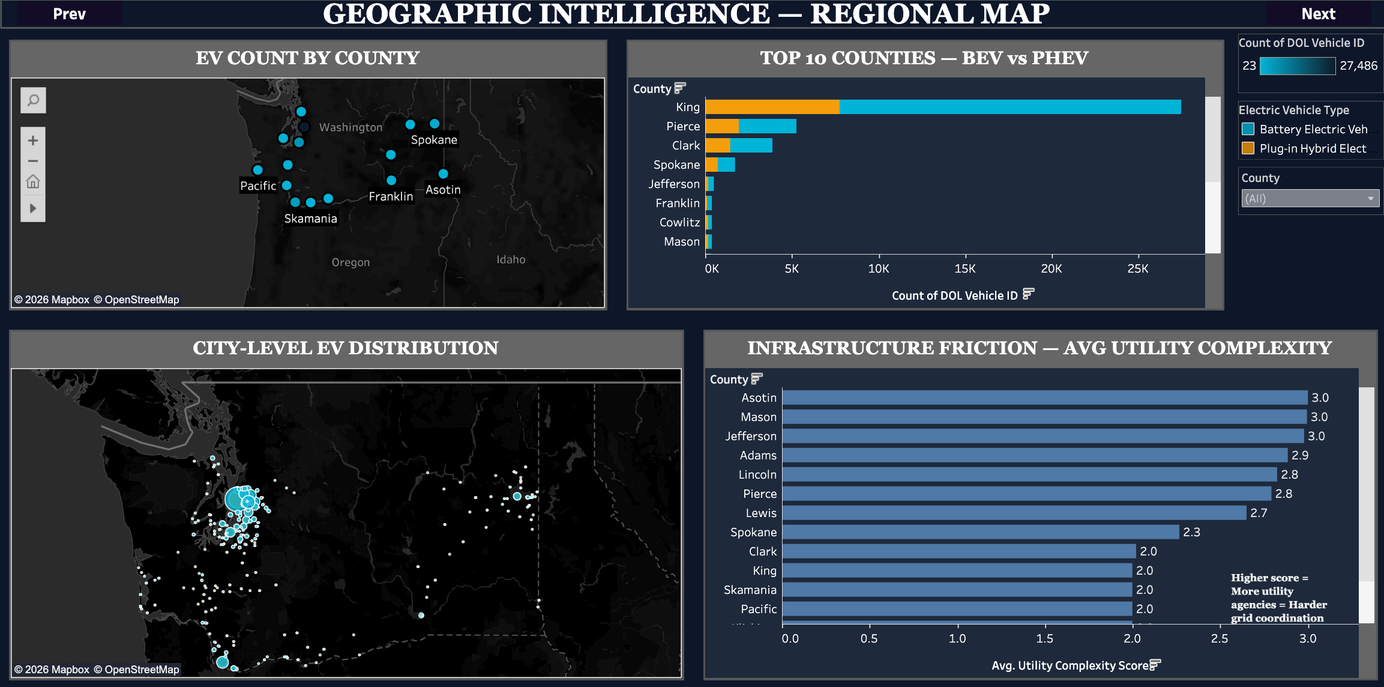 Prev
GEOGRAPHIC INTELLIGENCE — REGIONAL MAP
Next
EV COUNT BY COUNTY
Washington
Spokane
Pacific
Franklin
Asotin
Skamania
Oregon
Idaho
© 2026 Mapbox © OpenStreetMap
TOP 10 COUNTIES — BEV vs PHEV
County
King
Pierce
Clark
Spokane
Jefferson
Franklin
Cowlitz
Mason
0K 5K 10K 15K 20K 25K
Count of DOL Vehicle ID
Count of DOL Vehicle ID
23 27,486
Electric Vehicle Type
Battery Electric Veh
Plug-in Hybrid Elect
County
(All)
CITY-LEVEL EV DISTRIBUTION
© 2026 Mapbox © OpenStreetMap
INFRASTRUCTURE FRICTION — AVG UTILITY COMPLEXITY
County
Asotin 3.0
Mason 3.0
Jefferson 3.0
Adams 2.9
Lincoln 2.8
Pierce 2.8
Lewis 2.7
Spokane 2.3
Clark 2.0
King 2.0
Skamania 2.0
Pacific 2.0
Higher score =
More utility
agencies = Harder
grid coordination
0.0 0.5 1.0 1.5 2.0 2.5 3.0
Avg. Utility Complexity Score